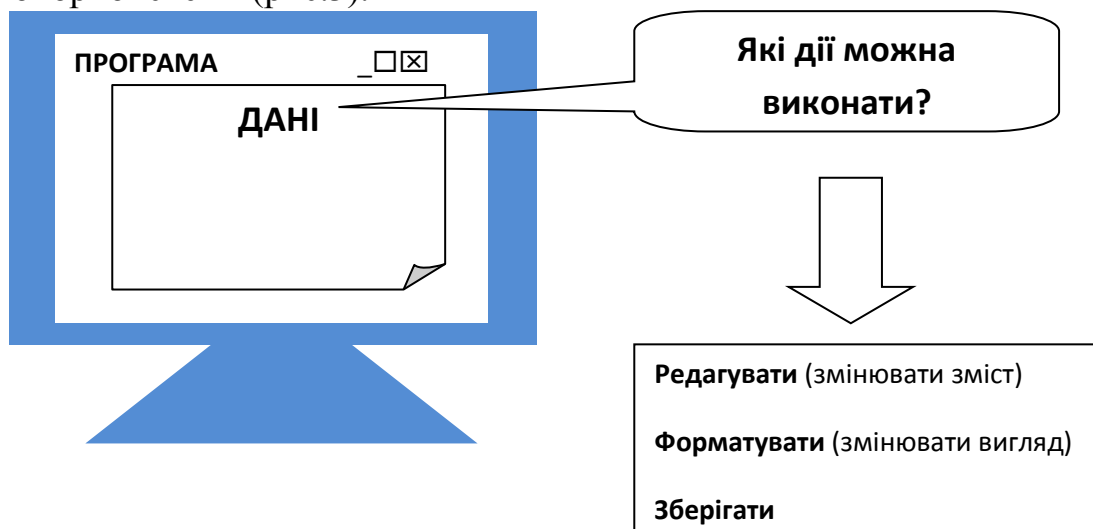 ПРОГРАМА
ДАНІ
Які дії можна
виконати?
Редагувати (змінювати зміст)
Форматувати (змінювати вигляд)
Зберігати